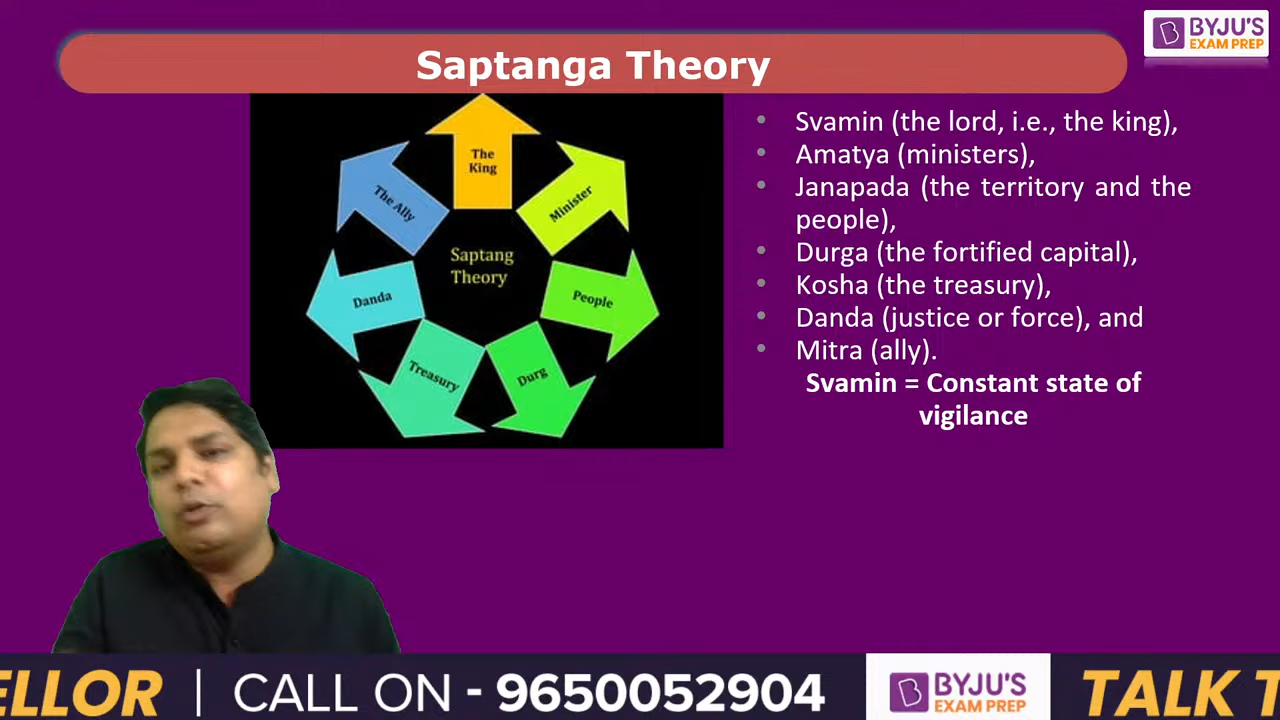 BYJU'S
EXAM PREP
Saptanga Theory
The
King
Minister
People
Durg
Treasury
Danda
The Ally
Saptang
Theory
• Svamin (the lord, i.e., the king),
• Amatya (ministers),
• Janapada (the territory and the
people),
• Durga (the fortified capital),
• Kosha (the treasury),
• Danda (justice or force), and
• Mitra (ally).
Svamin = Constant state of
vigilance
ELLOR | CALL ON - 9650052904
BYJU'S
EXAM PREP
TALK T